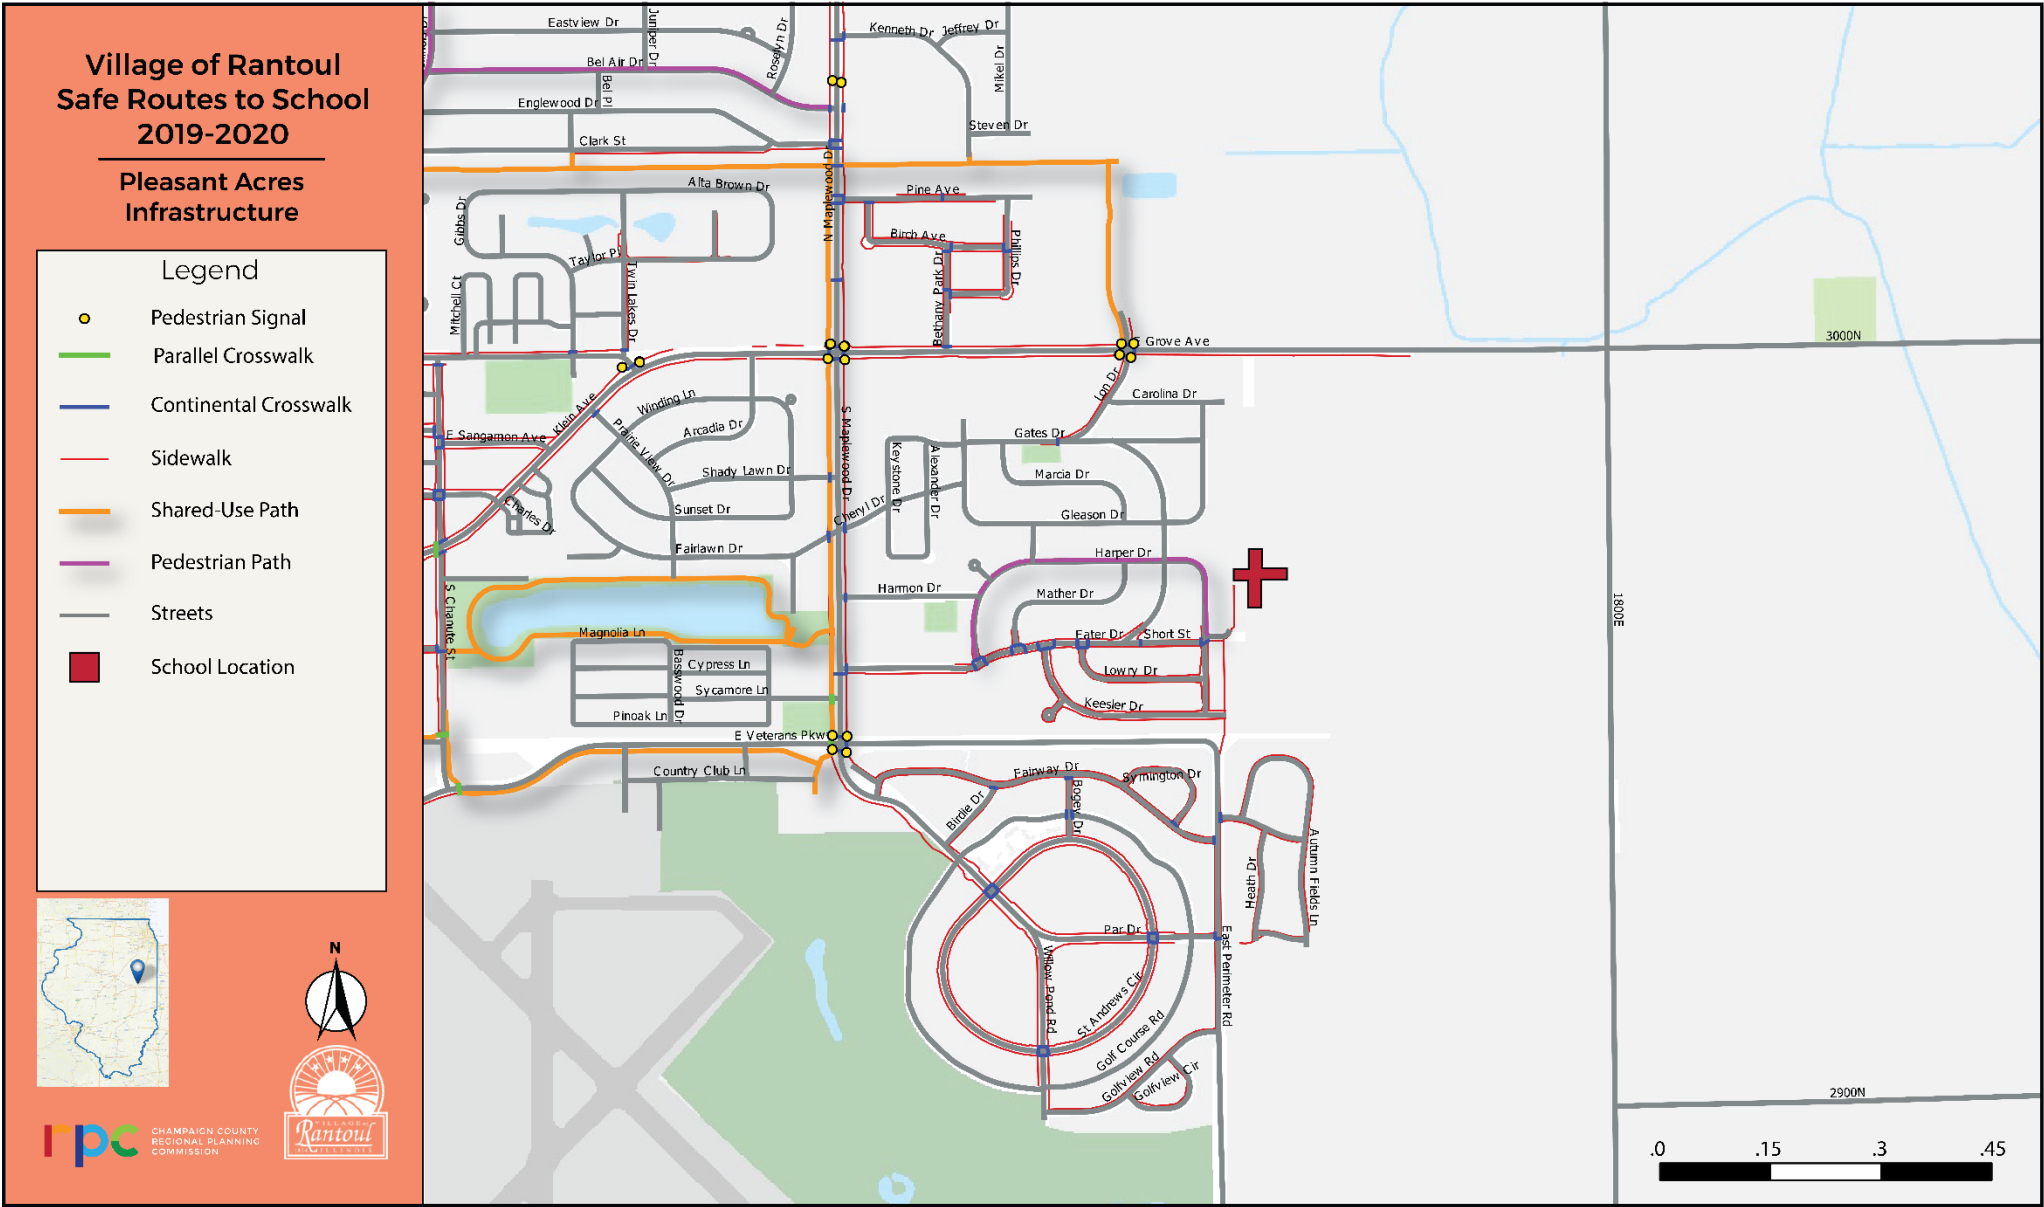 Village of Rantoul
Safe Routes to School
2019-2020
Pleasant Acres
Infrastructure
Legend
Pedestrian Signal
Parallel Crosswalk
Continental Crosswalk
Sidewalk
Shared-Use Path
Pedestrian Path
Streets
School Location
N
rpc
CHAMPAIGN COUNTY
REGIONAL PLANNING
COMMISSION
VILLAGE of
Rantoul
ILLINOIS
Eastview Dr
Juniper Dr
Roselyn Dr
Kenneth Dr
Jeffrey Dr
Mikel Dr
Bel Air Dr
Bel Pl
Englewood Dr
Clark St
Steven Dr
N Maplewood D
Alta Brown Dr
Gibbs Dr
Pine Ave
Birch Ave
Phillips Dr
Bethany Park Dr
Taylor P
Twin Lakes Dr
Mitchell Ct
Grove Ave
3000N
Lon Dr
Carolina Dr
Klein Ave
Winding Ln
Prairie View Dr
Arcadia Dr
S Maplewood Dr
E Sangamon Ave
Gates Dr
Keystone Dr
Alexander Dr
Shady Lawn Dr
Marcia Dr
Charles Dr
Sunset Dr
Cheryl Dr
Gleason Dr
Fairlawn Dr
Harper Dr
Harmon Dr
Mather Dr
S Chanute St
1800E
Magnolia Ln
Eater Dr
Short St
Basswood Dr
Cypress Ln
Lowry Dr
Sycamore Ln
Keesler Dr
Pinoak Ln
E Veterans Pkw
Country Club Ln
Fairway Dr
Symington Dr
Birdie Dr
Bogey Dr
Heath Dr
Autumn Fields Ln
Par Dr
Willow Pond Rd
East Perimeter Rd
St Andrews Cir
Golf Course Rd
Golfview Rd
Golfview Cir
2900N
.0 .15 .3 .45